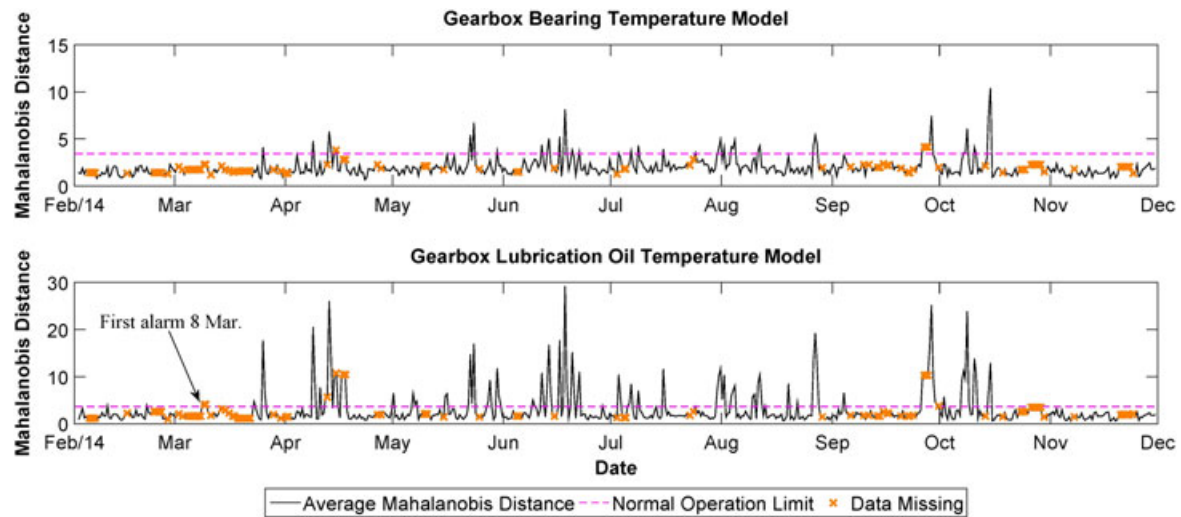 Gearbox Bearing Temperature Model
Mahalanobis Distance
15
10
5
0
Feb/14 Mar Apr May Jun Jul Aug Sep Oct Nov Dec
Gearbox Lubrication Oil Temperature Model
Mahalanobis Distance
30
20
10
0
First alarm 8 Mar.
Feb/14 Mar Apr May Jun Jul Aug Sep Oct Nov Dec
Date
Average Mahalanobis Distance Normal Operation Limit Data Missing